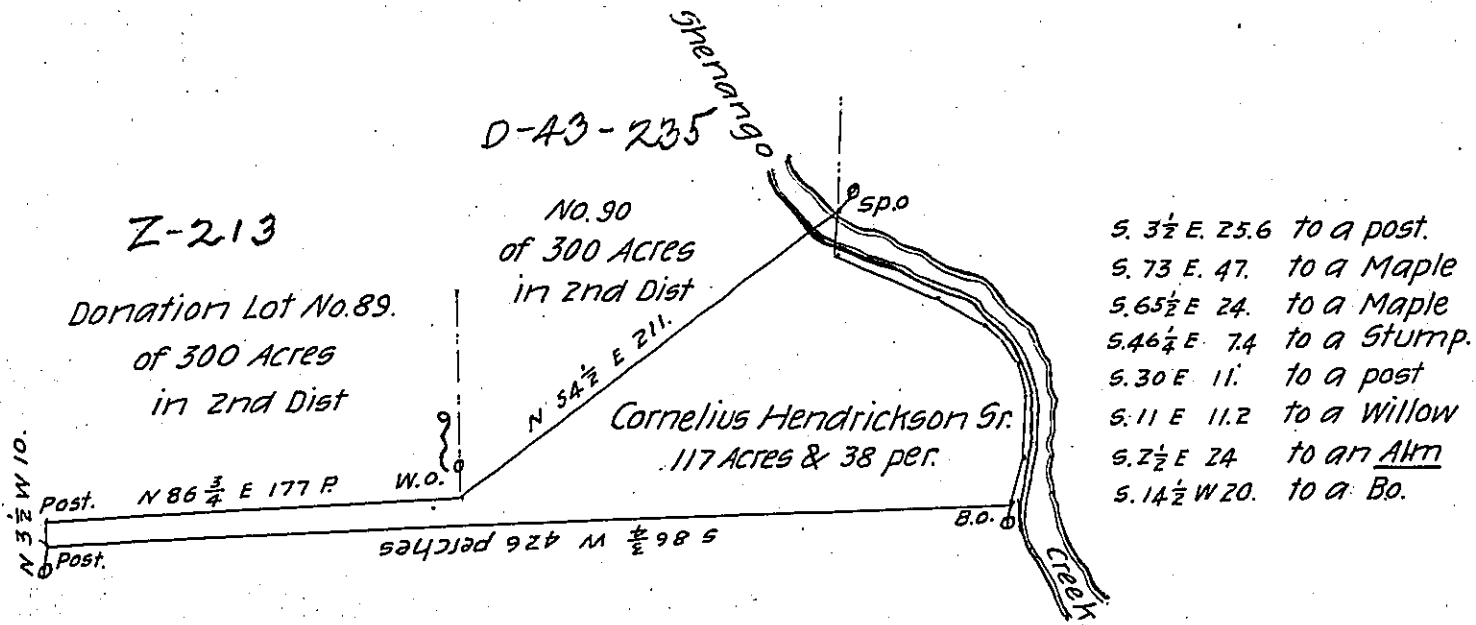 Shenango
D-43-235
Z-213
No. 90
of 300 Acres
in 2nd Dist
Sp.o
Donation Lot No. 89.
of 300 Acres
in 2nd Dist
N 54½ E 211.
Cornelius Hendrickson Sr.
117 Acres & 38 per.
N 3½ W 10.
Post.
N 86¾ E 177 P.
W.O.
Post.
S 86¾ W 426 perches
B.O.
Creek
S. 3½ E. 25.6 to a post.
S. 73 E. 47. to a Maple
S. 65½ E 24. to a Maple
S. 46¼ E 7.4 to a Stump.
S. 30 E 11. to a post
S. 11 E 11.2 to a Willow
S. 2½ E 24 to an Alm
S. 14½ W 20. to a Bo.